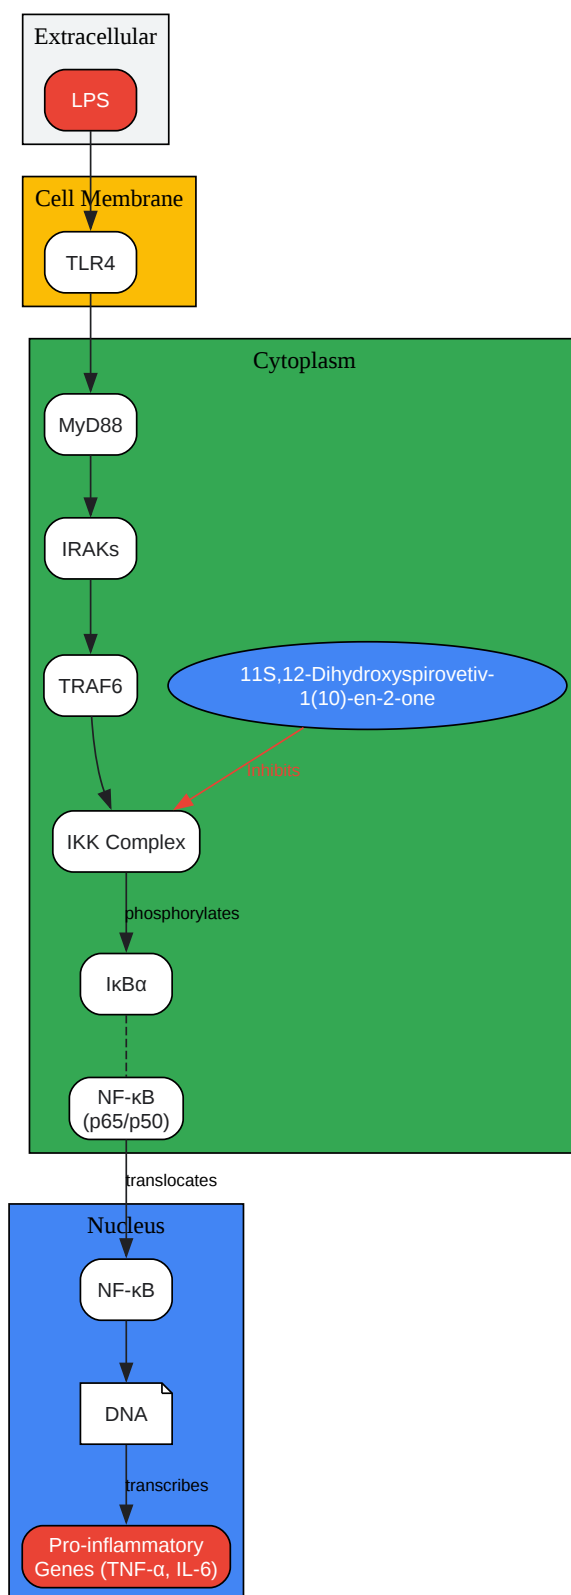 Extracellular
LPS
Cell Membrane
TLR4
Cytoplasm
MyD88
IRAKs
TRAF6
11S,12-Dihydroxyspirovetiv-
1(10)-en-2-one
inhibits
IKK Complex
phosphorylates
IκBα
NF-κB
(p65/p50)
translocates
Nucleus
NF-κB
DNA
transcribes
Pro-inflammatory
Genes (TNF-α, IL-6)